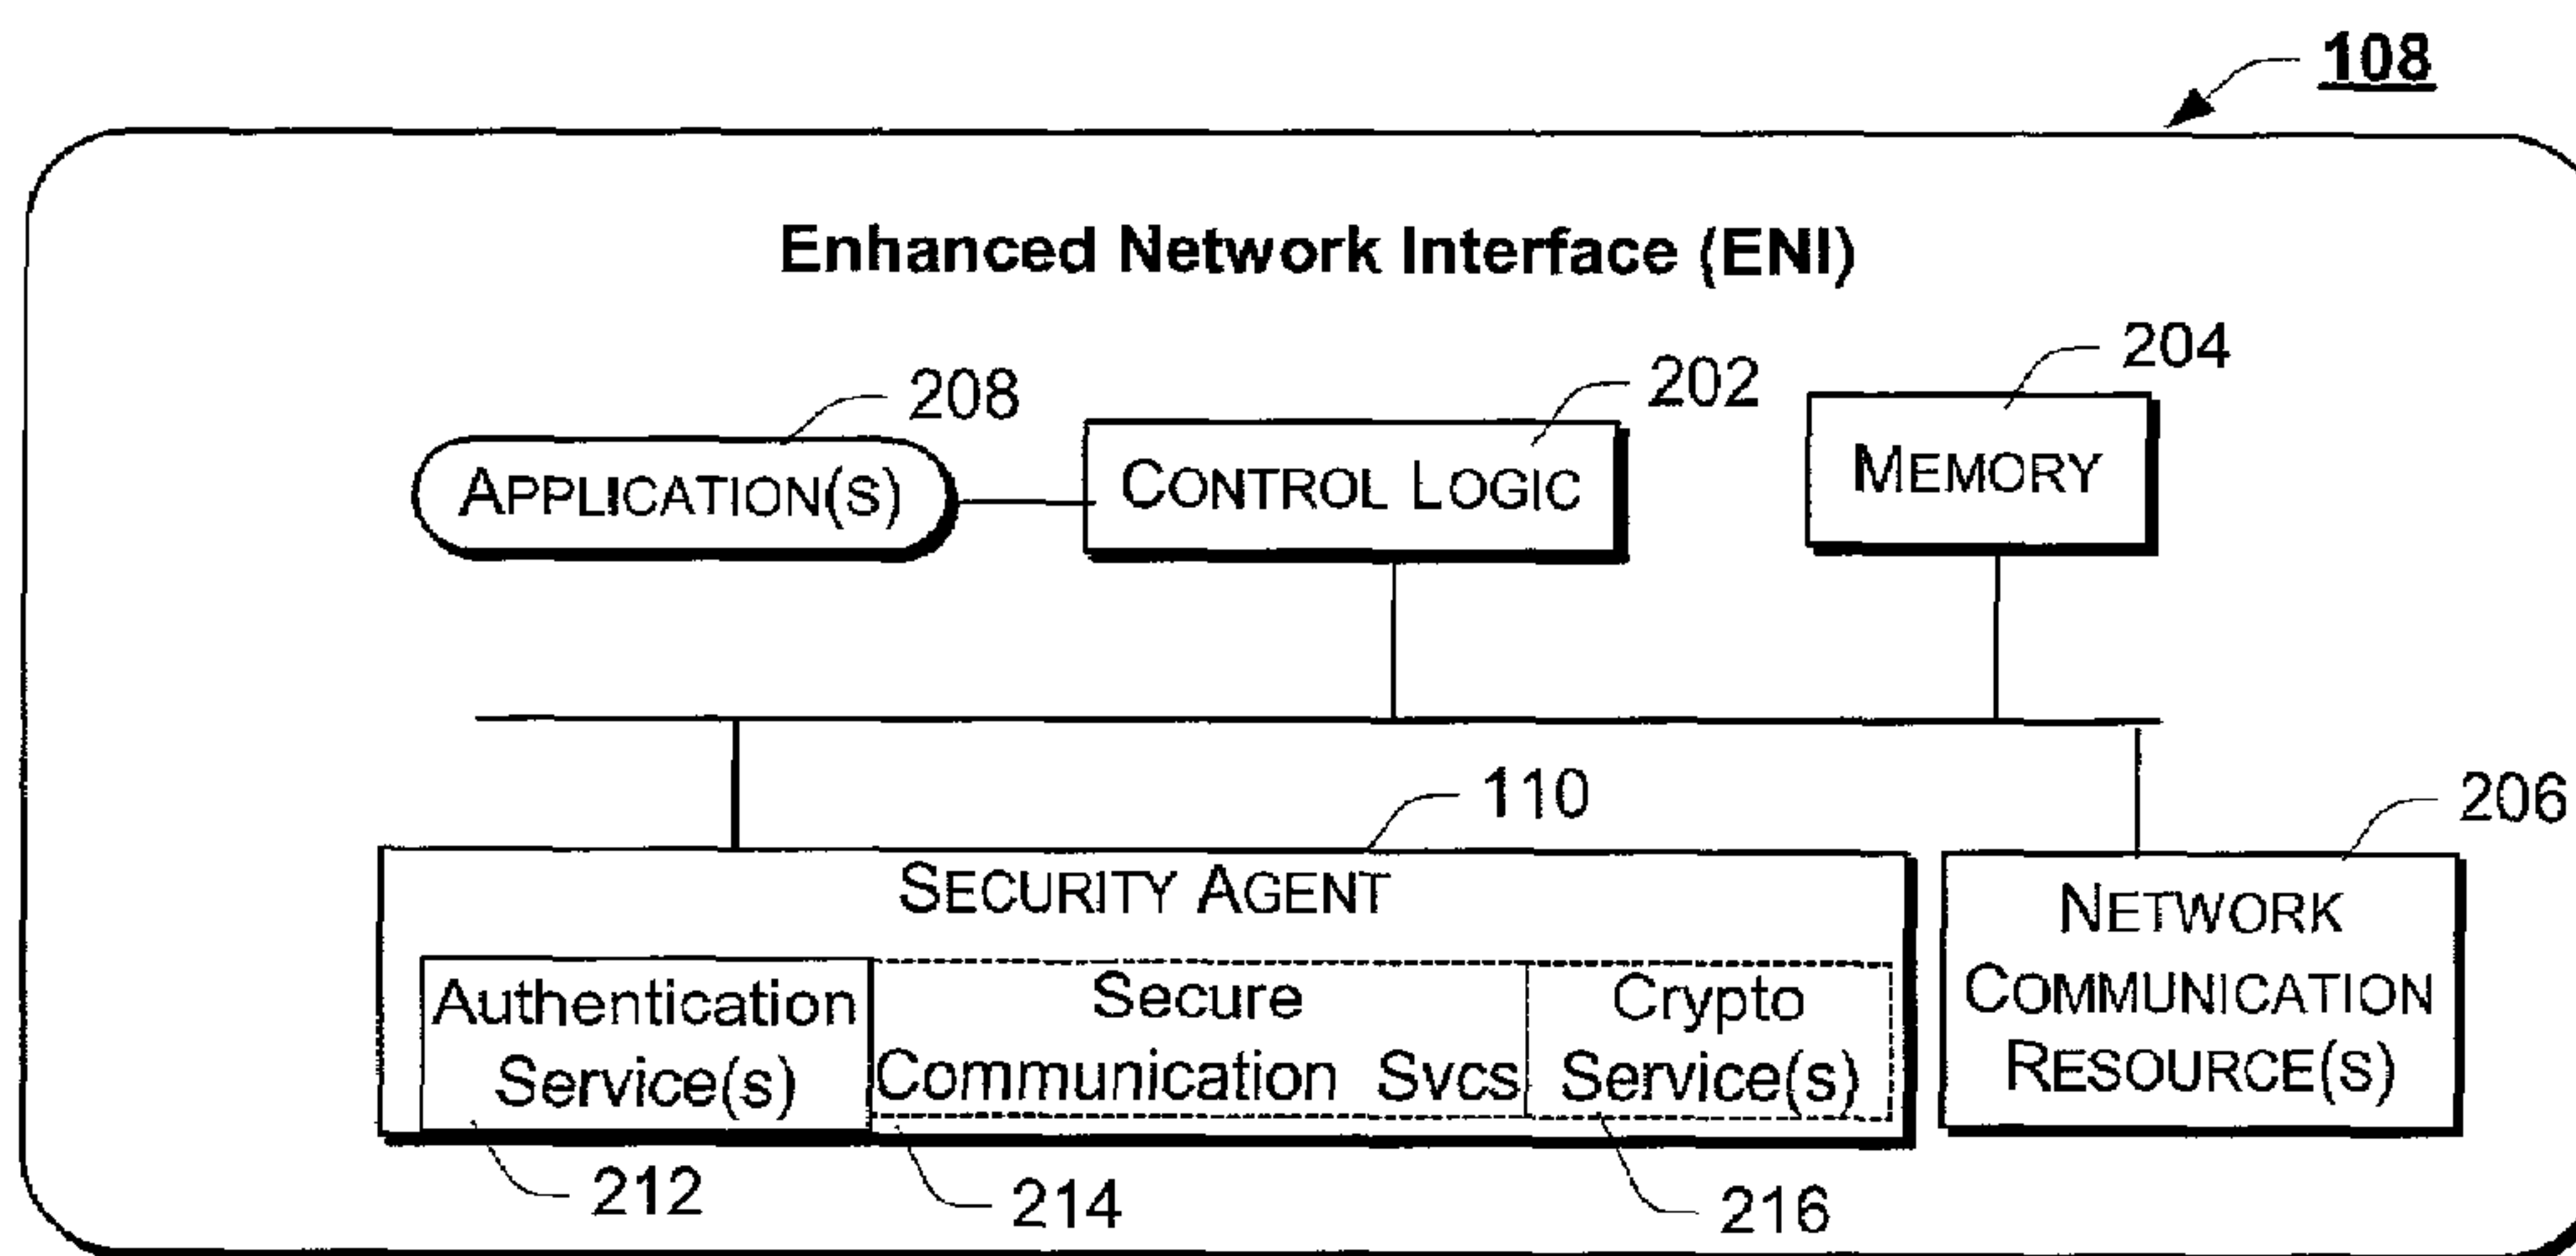 108
Enhanced Network Interface (ENI)
204
202
208
APPLICATION(S)
CONTROL LOGIC
MEMORY
110
206
SECURITY AGENT
NETWORK
COMMUNICATION
RESOURCE(S)
Authentication
Service(s)
Secure
Communication Svcs
Crypto
Service(s)
212
214
216